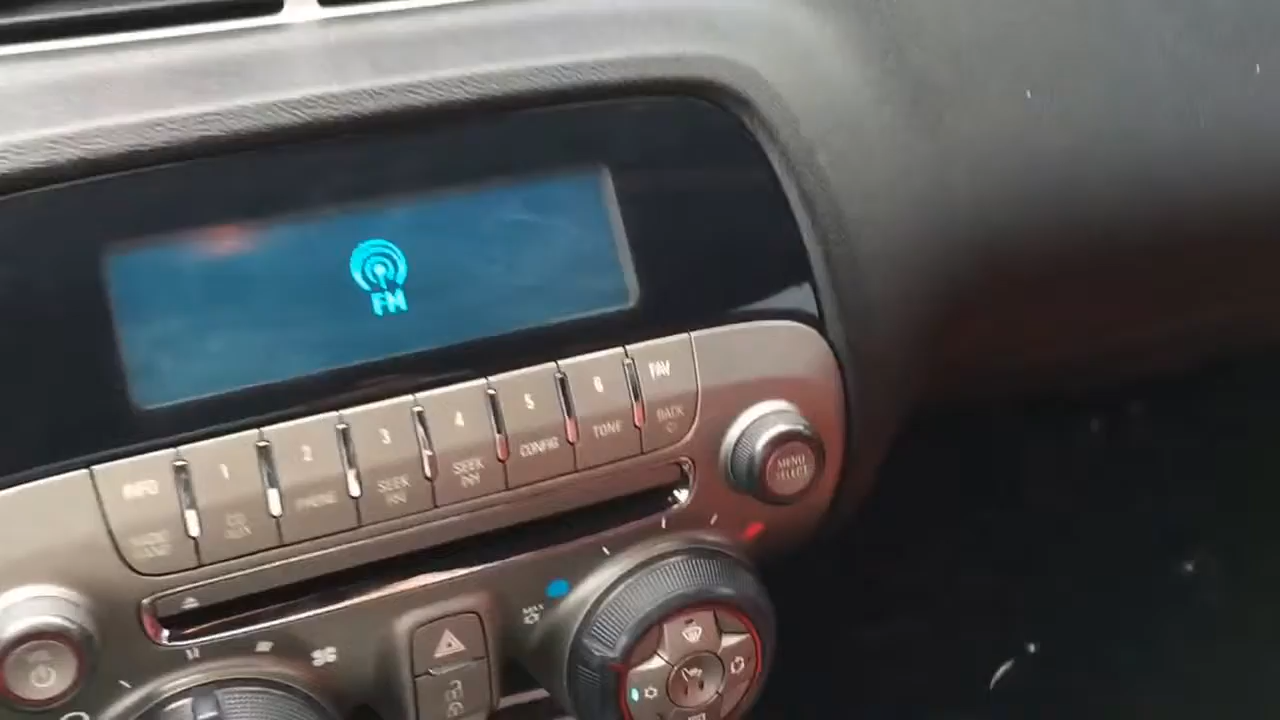 FM
INFO 1 2 3 4 5 6 FAV
CD AUX PHONE SEEK SEEK CONFIG TONE BACK
MENU SELECT
MAX